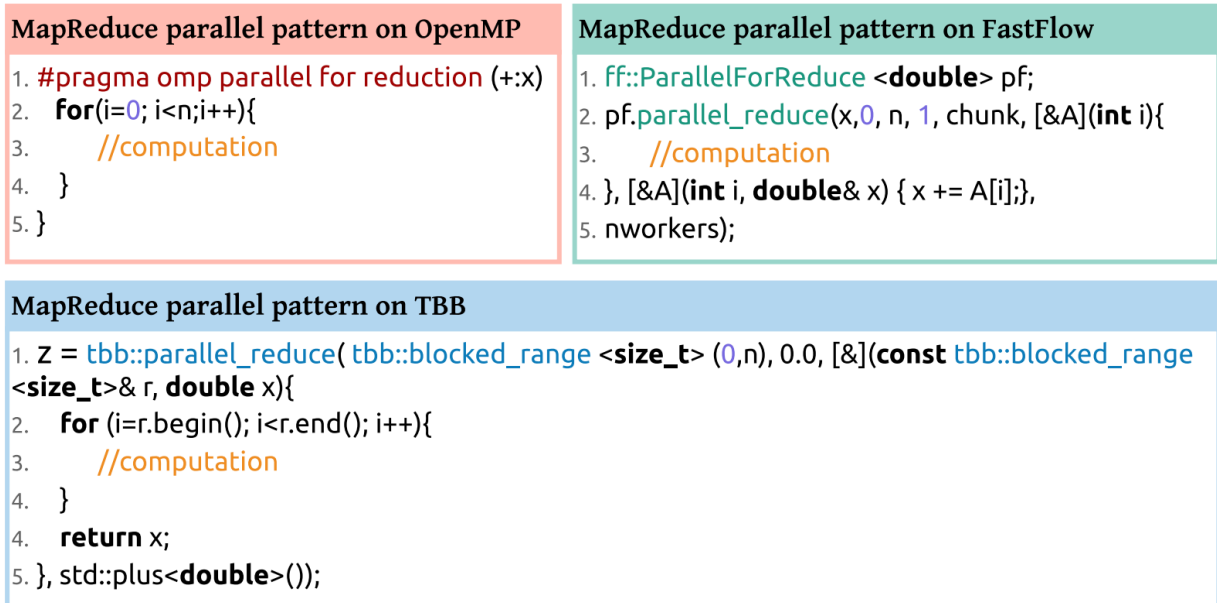 MapReduce parallel pattern on OpenMP
1. #pragma omp parallel for reduction (+:x)
2. for(i=0; i<n;i++){
3. //computation
4. }
5. }
MapReduce parallel pattern on FastFlow
1. ff::ParallelForReduce <double> pf;
2. pf.parallel_reduce(x,0, n, 1, chunk, [&A](int i){
3. //computation
4. }, [&A](int i, double& x) { x += A[i];},
5. nworkers);
MapReduce parallel pattern on TBB
1. z = tbb::parallel_reduce( tbb::blocked_range <size_t> (0,n), 0.0, [&](const tbb::blocked_range
<size_t>& r, double x){
2. for (i=r.begin(); i<r.end(); i++){
3. //computation
4. }
4. return x;
5. }, std::plus<double>());